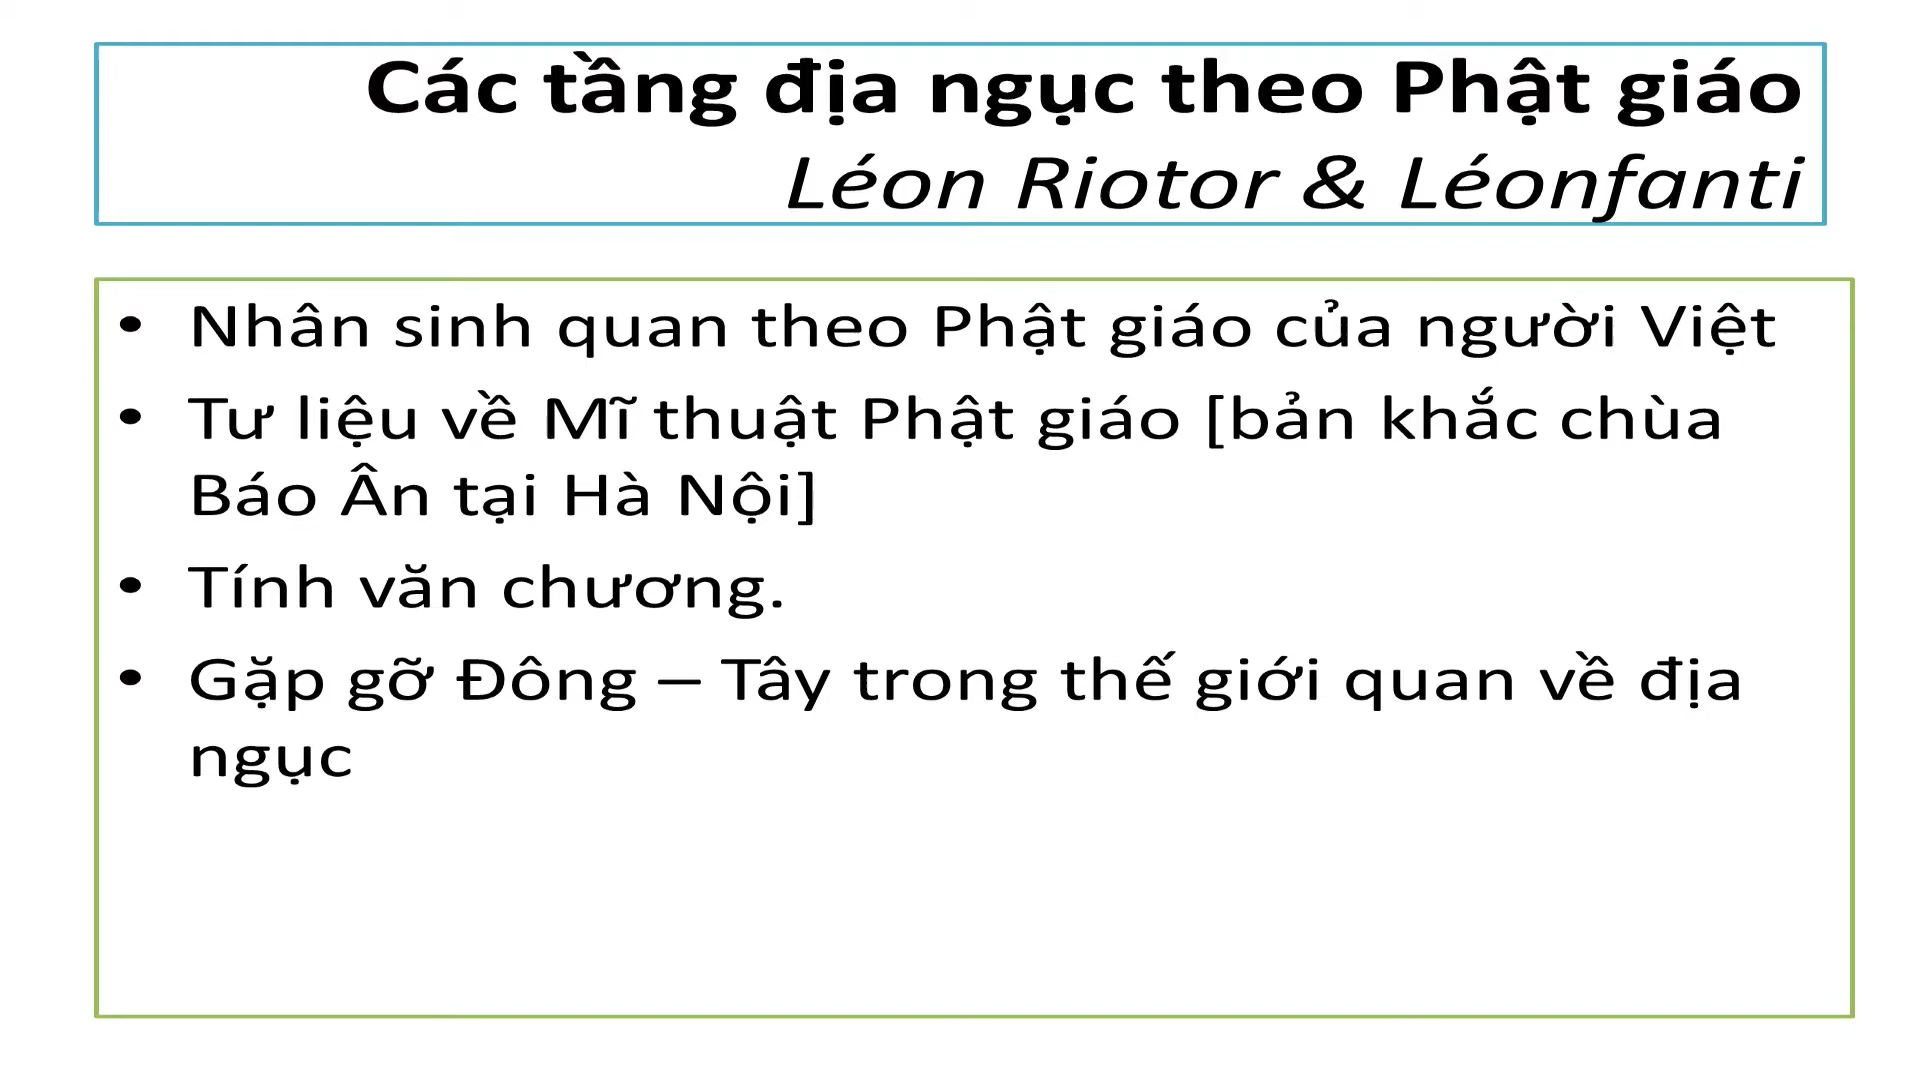 Các tầng địa ngục theo Phật giáo
Léon Riotor & Léonfanti
• Nhân sinh quan theo Phật giáo của người Việt
• Tư liệu về Mĩ thuật Phật giáo [bản khắc chùa
Báo Ân tại Hà Nội]
• Tính văn chương.
• Gặp gỡ Đông – Tây trong thế giới quan về địa
ngục